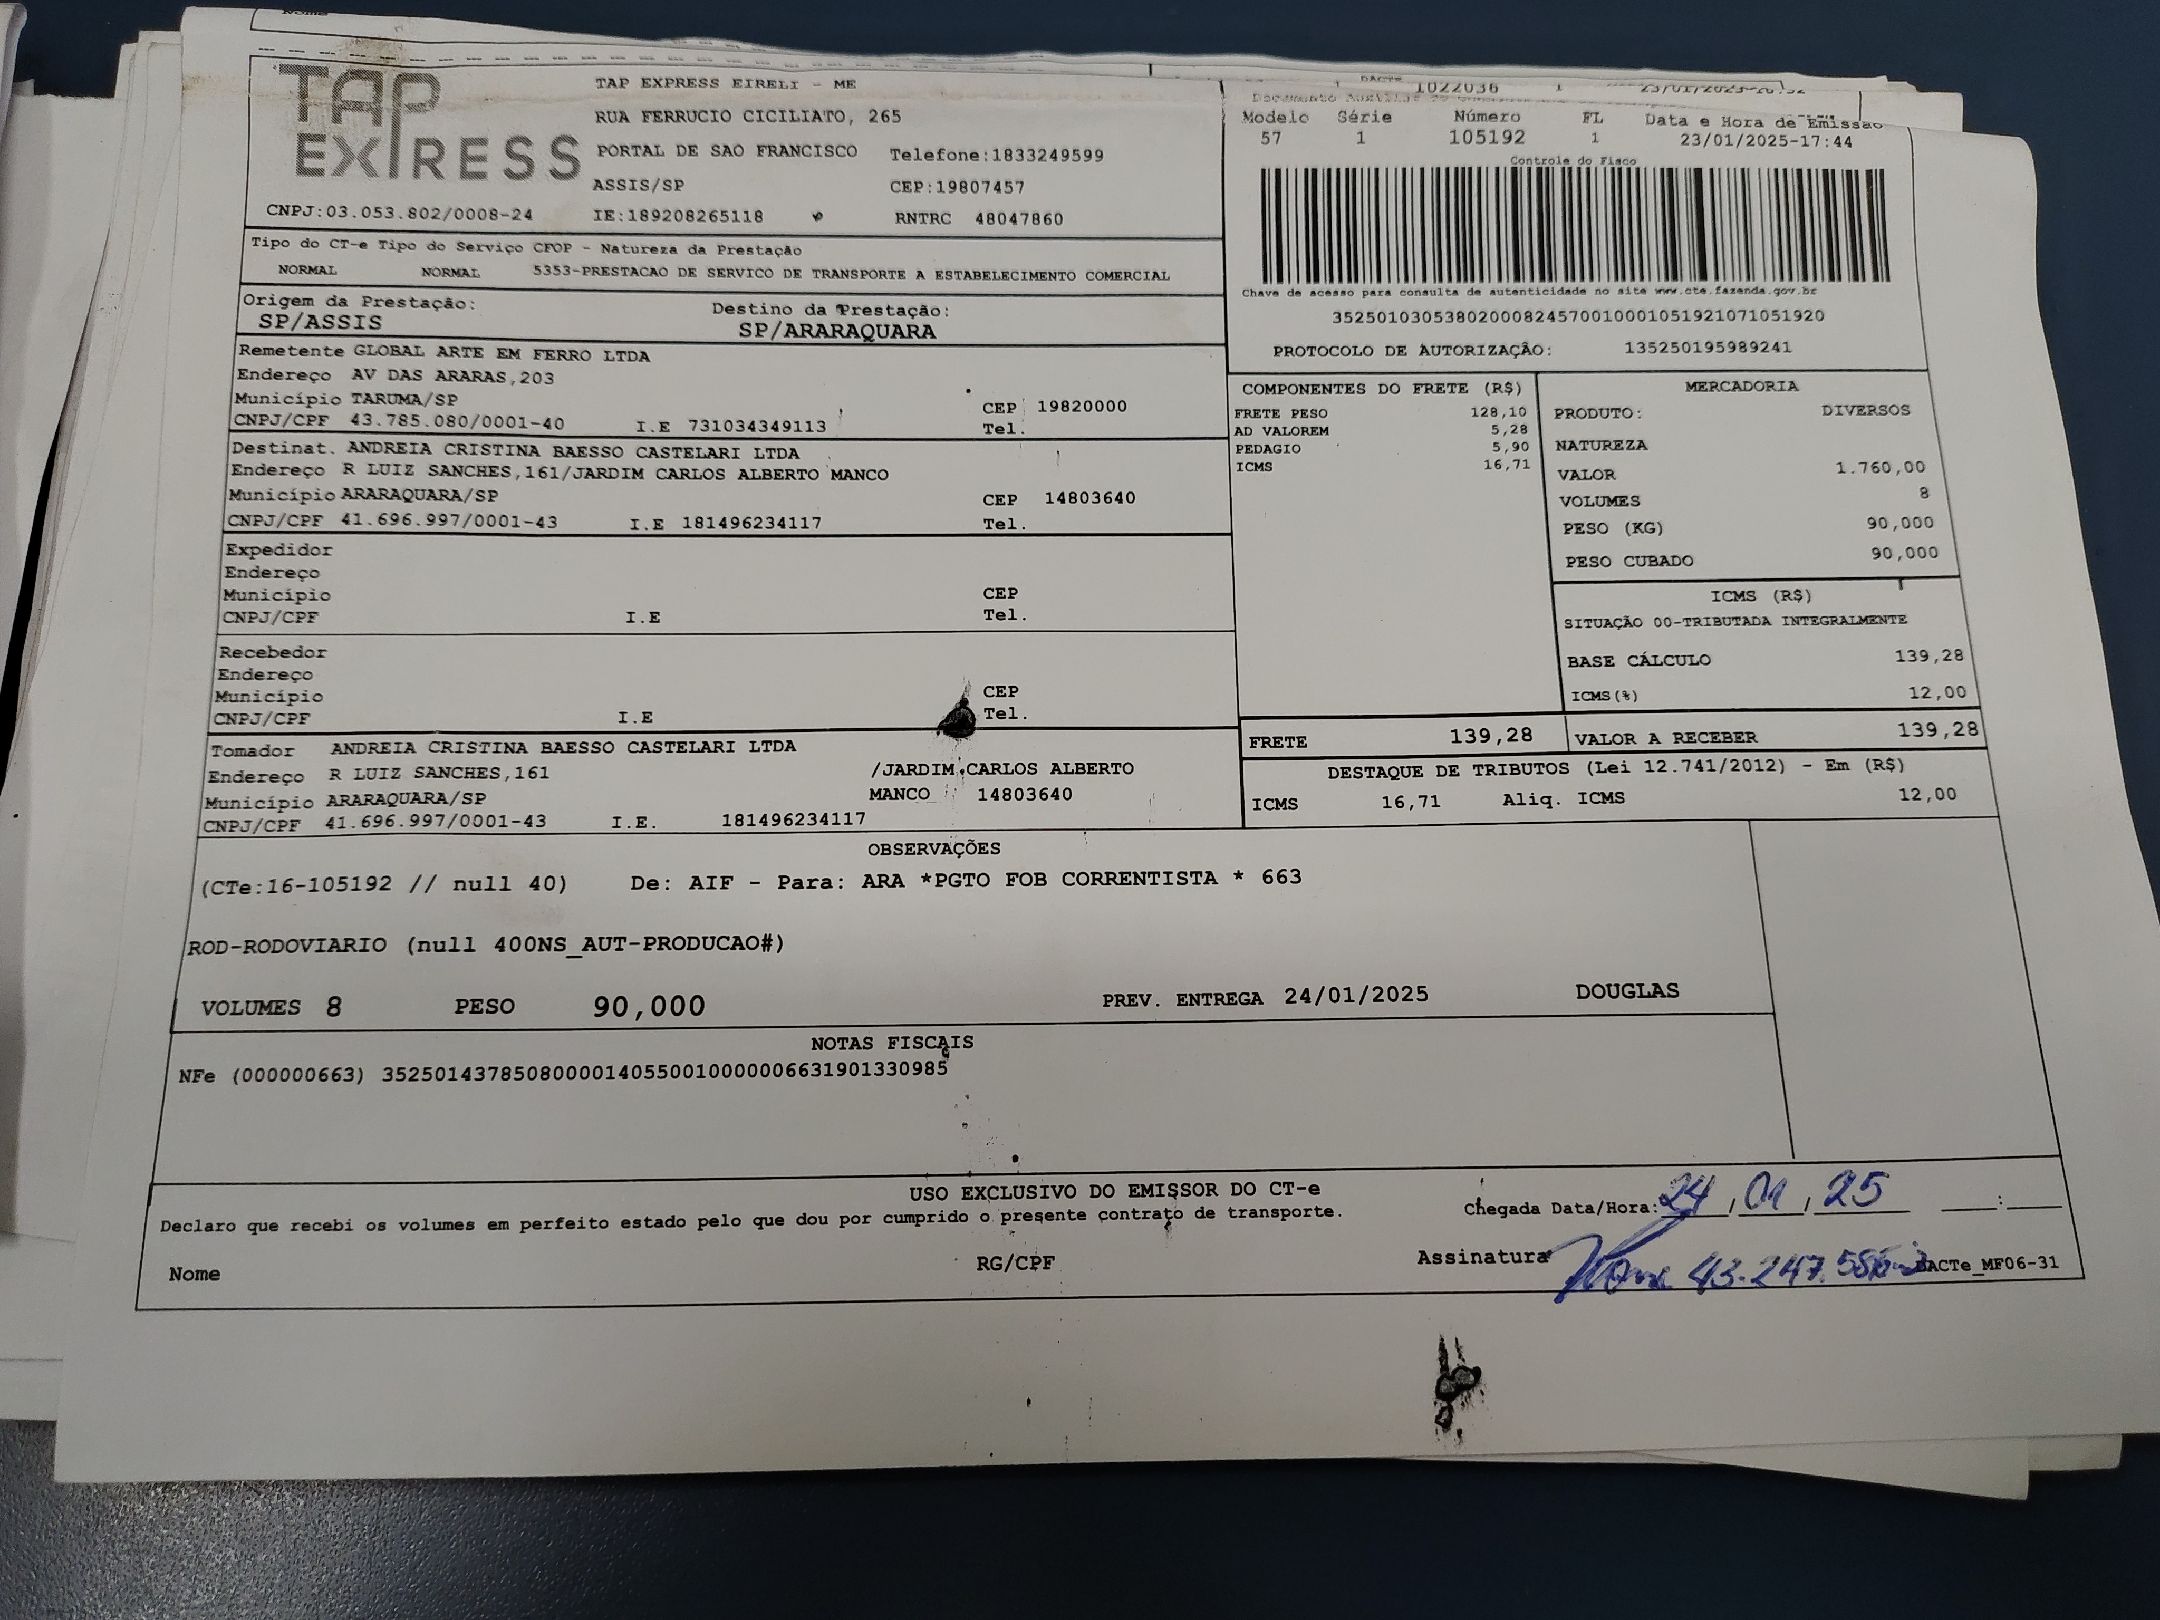 TAP
EXPRESS
TAP EXPRESS EIRELI - ME
RUA FERRUCIO CICILIATO, 265
PORTAL DE SAO FRANCISCO Telefone:1833249599
ASSIS/SP CEP:19807457
CNPJ:03.053.802/0008-24 IE:189208265118 RNTRC 48047860
1022036 1
Modelo Série Número FL Data e Hora de Emissão
57 1 105192 1 23/01/2025-17:44
Controle do Fisco
Chave de acesso para consulta de autenticidade no site www.cte.fazenda.gov.br
35250103053802000824570010001051921071051920
PROTOCOLO DE AUTORIZAÇÃO: 135250195989241
Tipo do CT-e Tipo do Serviço CFOP - Natureza da Prestação
NORMAL NORMAL 5353-PRESTACAO DE SERVICO DE TRANSPORTE A ESTABELECIMENTO COMERCIAL
Origem da Prestação: Destino da Prestação:
SP/ASSIS SP/ARARAQUARA
Remetente GLOBAL ARTE EM FERRO LTDA
Endereço AV DAS ARARAS,203
Município TARUMA/SP CEP 19820000
CNPJ/CPF 43.785.080/0001-40 I.E 731034349113 Tel.
Destinat. ANDREIA CRISTINA BAESSO CASTELARI LTDA
Endereço R LUIZ SANCHES,161/JARDIM CARLOS ALBERTO MANCO
Município ARARAQUARA/SP CEP 14803640
CNPJ/CPF 41.696.997/0001-43 I.E 181496234117 Tel.
Expedidor
Endereço
Município CEP
CNPJ/CPF I.E Tel.
Recebedor
Endereço
Município CEP
CNPJ/CPF I.E Tel.
Tomador ANDREIA CRISTINA BAESSO CASTELARI LTDA
Endereço R LUIZ SANCHES,161 /JARDIM CARLOS ALBERTO
Município ARARAQUARA/SP MANCO 14803640
CNPJ/CPF 41.696.997/0001-43 I.E. 181496234117
COMPONENTES DO FRETE (R$)
FRETE PESO 128,10
AD VALOREM 5,28
PEDAGIO 5,90
ICMS 16,71
MERCADORIA
PRODUTO: DIVERSOS
NATUREZA
VALOR 1.760,00
VOLUMES 8
PESO (KG) 90,000
PESO CUBADO 90,000
ICMS (R$)
SITUAÇÃO 00-TRIBUTADA INTEGRALMENTE
BASE CÁLCULO 139,28
ICMS(%) 12,00
FRETE 139,28 VALOR A RECEBER 139,28
DESTAQUE DE TRIBUTOS (Lei 12.741/2012) - Em (R$)
ICMS 16,71 Aliq. ICMS 12,00
OBSERVAÇÕES
(CTe:16-105192 // null 40) De: AIF - Para: ARA *PGTO FOB CORRENTISTA * 663
ROD-RODOVIARIO (null 400NS_AUT-PRODUCAO#)
VOLUMES 8 PESO 90,000 PREV. ENTREGA 24/01/2025 DOUGLAS
NOTAS FISCAIS
NFe (000000663) 35250143785080000140550010000006631901330985
USO EXCLUSIVO DO EMISSOR DO CT-e
Declaro que recebi os volumes em perfeito estado pelo que dou por cumprido o presente contrato de transporte.
Chegada Data/Hora: 24/01/25 :
Nome RG/CPF Assinatura 43.247.585 DACTe_MF06-31